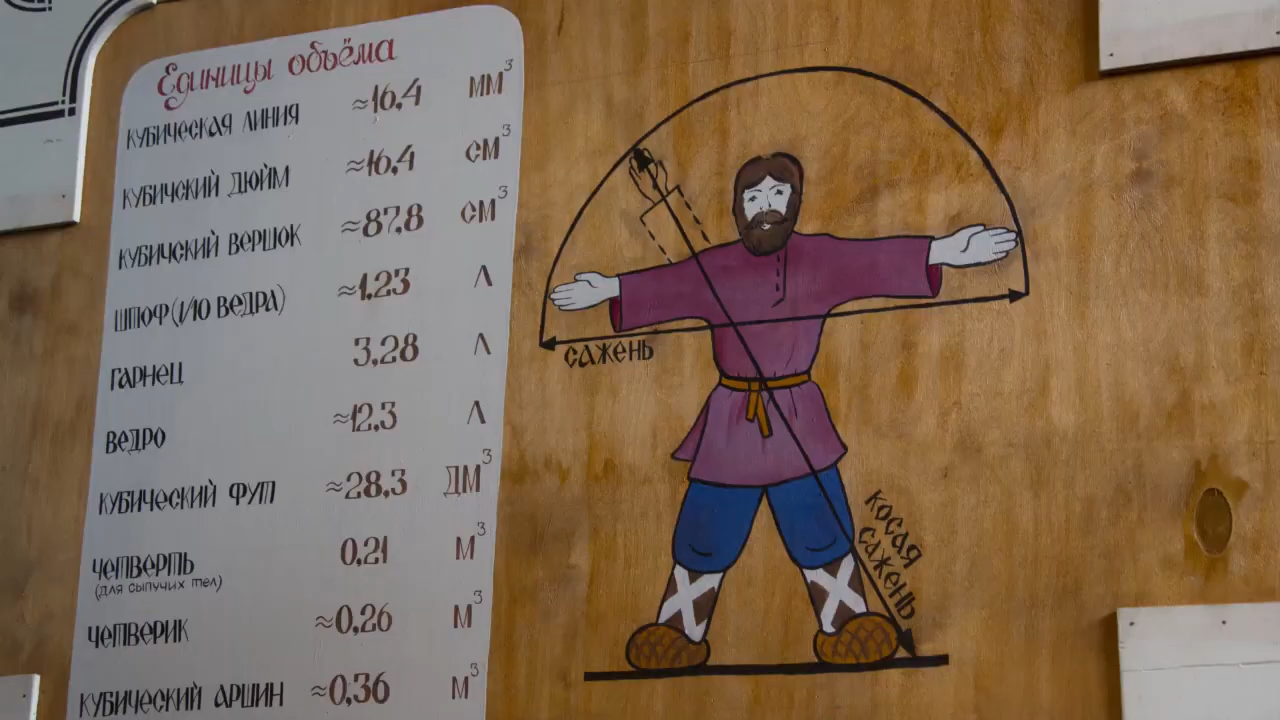 Единицы объёма
КУБИЧЕСКАЯ ЛИНИЯ ≈16,4 ММ³
КУБИЧСКИЙ ДЮЙМ ≈16,4 СМ³
КУБИЧСКИЙ ВЕРШОК ≈87,8 СМ³
ШТОФ (1/10 ВЕДРА) ≈1,23 Л
ГАРНЕЦ 3,28 Л
ВЕДРО ≈12,3 Л
КУБИЧЕСКИЙ ФУТ ≈28,3 ДМ³
ЧЕТВЕРТЬ 0,21 М³
(для сыпучих тел)
ЧЕТВЕРИК ≈0,26 М³
КУБИЧЕСКИЙ АРШИН ≈0,36 М³
САЖЕНЬ
КОСАЯ
САЖЕНЬ